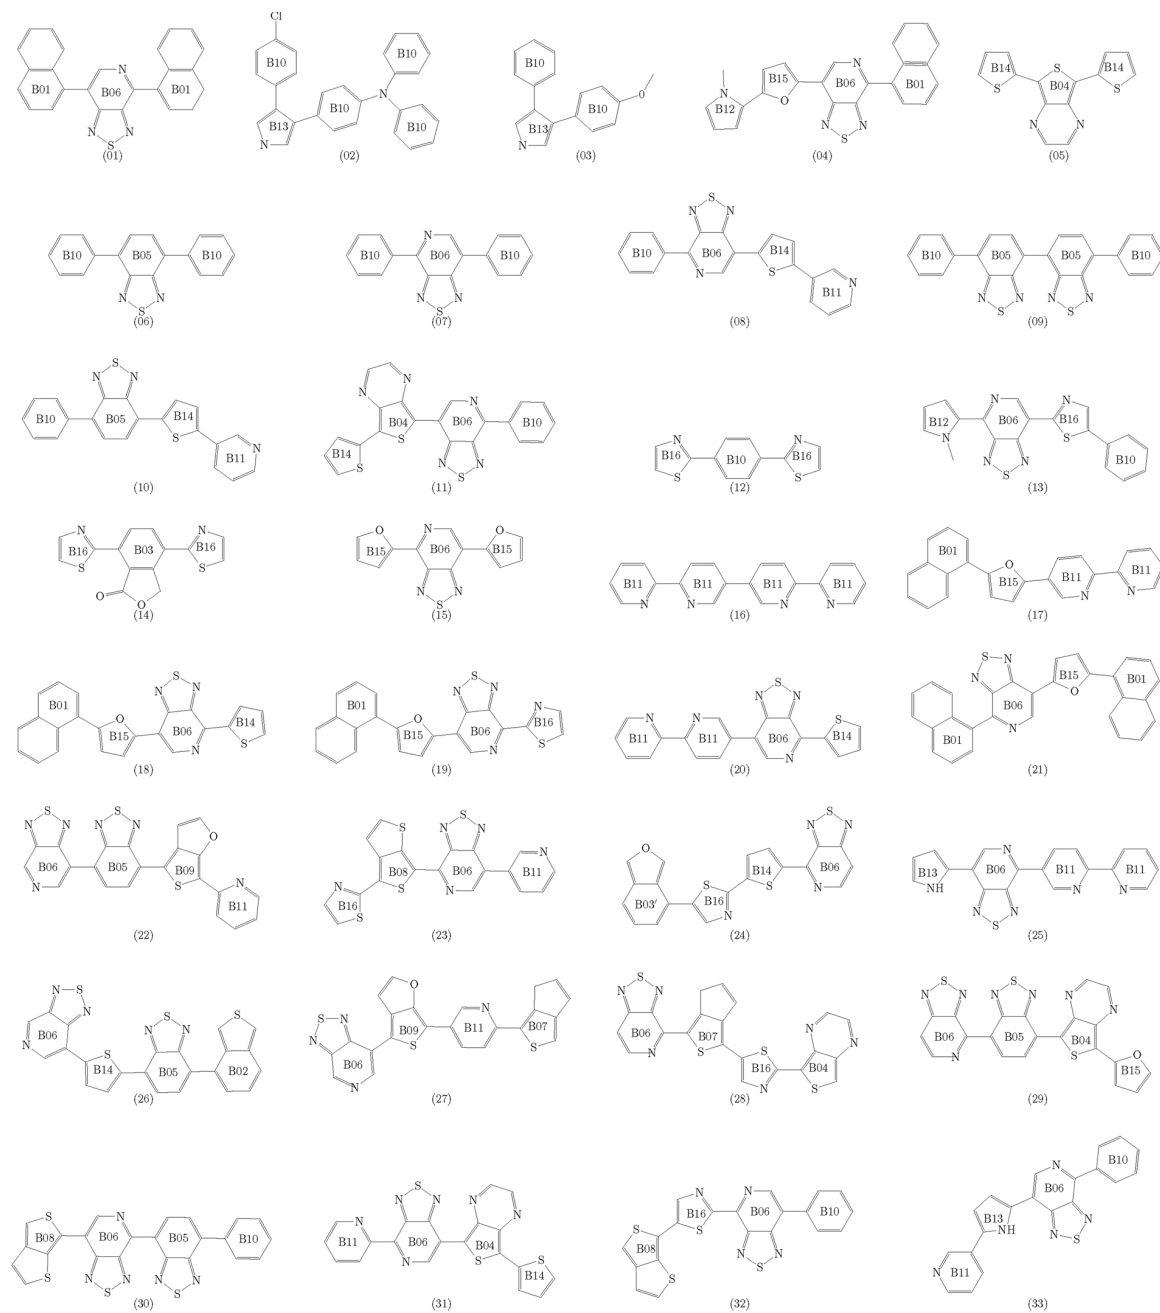 B01 N B06 B01 N N S
(01)
Cl B10 B10 N B10 B10 B13 N
(02)
B10 B10 O B13 N
(03)
N B12 B15 O N B06 B01 N S N
(04)
B14 S S B04 B14 S N N
(05)
B10 B05 B10 N S N
(06)
B10 N B06 B10 N S N
(07)
S N N B10 B06 N B14 S N B11
(08)
B10 B05 B05 B10 N S N N S N
(09)
S N N B10 B05 B14 S N B11
(10)
N N B04 S B14 S N B06 B10 N S N
(11)
N B16 S B10 N B16 S
(12)
B12 N N B06 N B16 S B10 N S N
(13)
N B16 S B03 N B16 S O O
(14)
O B15 N B06 O B15 N S N
(15)
B11 N B11 N B11 N B11 N
(16)
B01 O B15 B11 N B11 N
(17)
B01 O B15 S N N B06 N B14 S
(18)
B01 O B15 S N N B06 N N B16 S
(19)
N B11 N B11 S N N B06 N S B14
(20)
S N N B06 N B01 B15 O B01
(21)
S N N B06 N S N N B05 O B09 S N B11
(22)
S B08 S N B16 S S N N B06 N N B11
(23)
O B03′ S B16 N B14 S S N N B06 N
(24)
B13 NH N B06 N S N B11 N B11 N
(25)
N S N B06 N B14 S S N N B05 S B02
(26)
S N N B06 N O B09 S N B11 B07 S
(27)
S N N B06 N B07 S S B16 N N N B04 S
(28)
S N N B06 N S N N B05 N N B04 S O B15
(29)
S B08 S N B06 N S N B05 N S N B10
(30)
N B11 S N N B06 N N N B04 S S B14
(31)
S B08 S N B16 S N B06 B10 N S N
(32)
B10 N B06 N S N B13 NH N B11
(33)